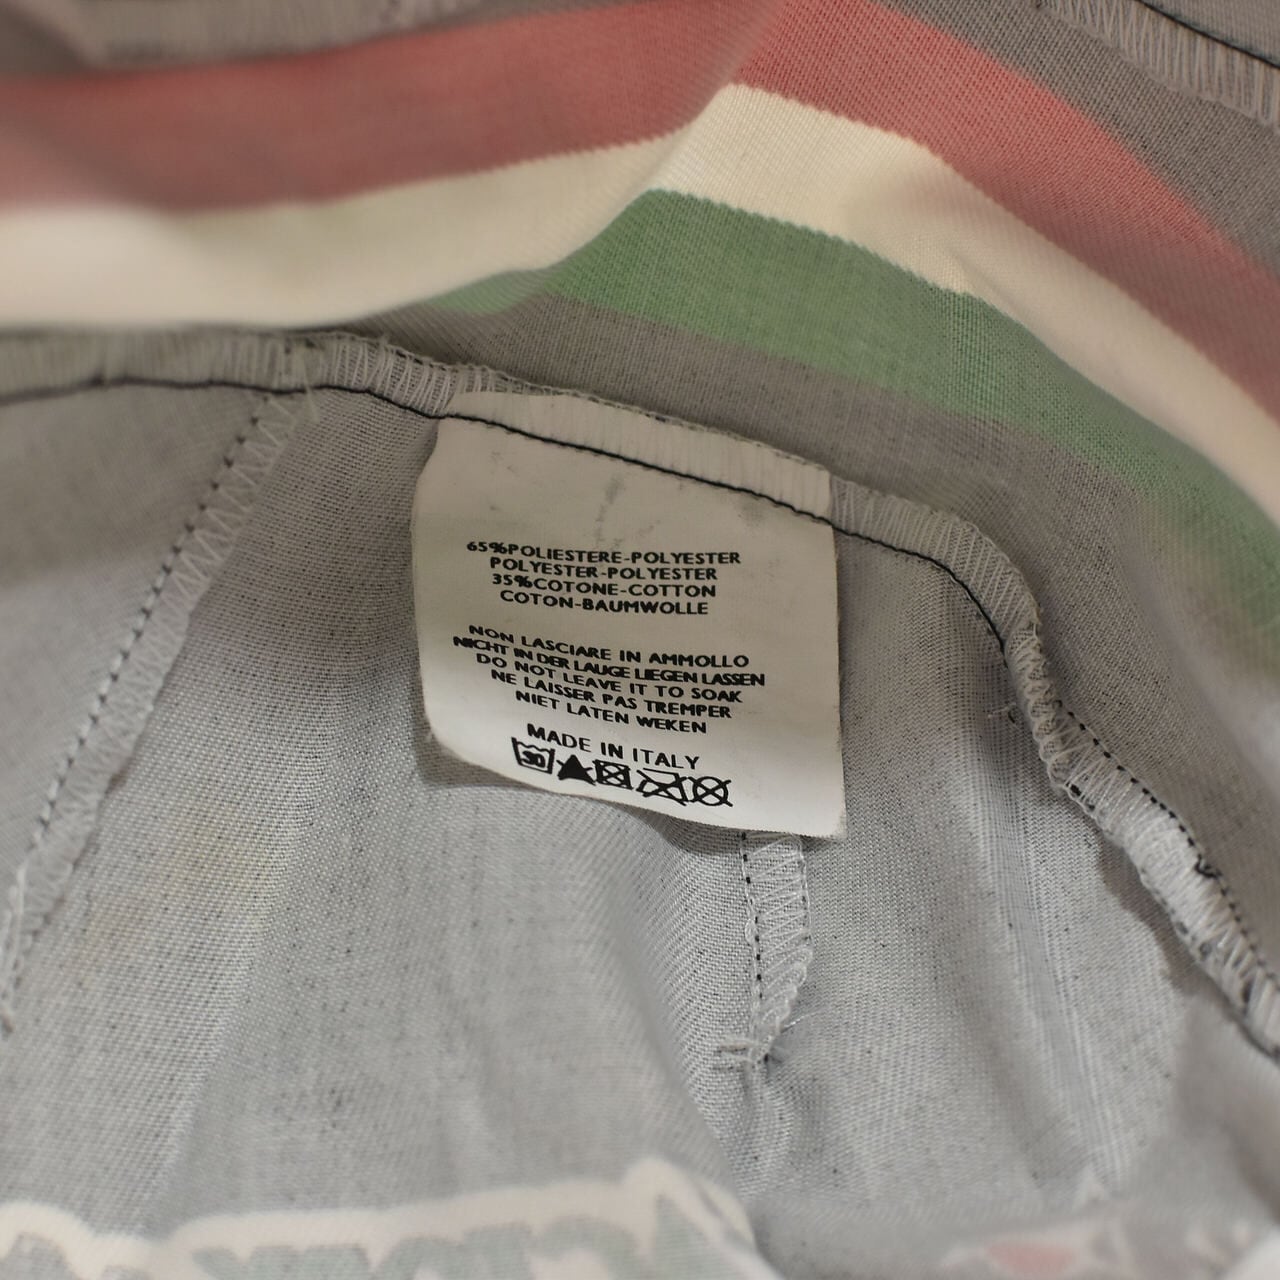 65%POLIESTERE-POLYESTER
POLYESTER-POLYESTER
35%COTONE-COTTON
COTON-BAUMWOLLE
NON LASCIARE IN AMMOLLO
NICHT IN DER LAUGE LIEGEN LASSEN
DO NOT LEAVE IT TO SOAK
NE LAISSER PAS TREMPER
NIET LATEN WEKEN
MADE IN ITALY
30